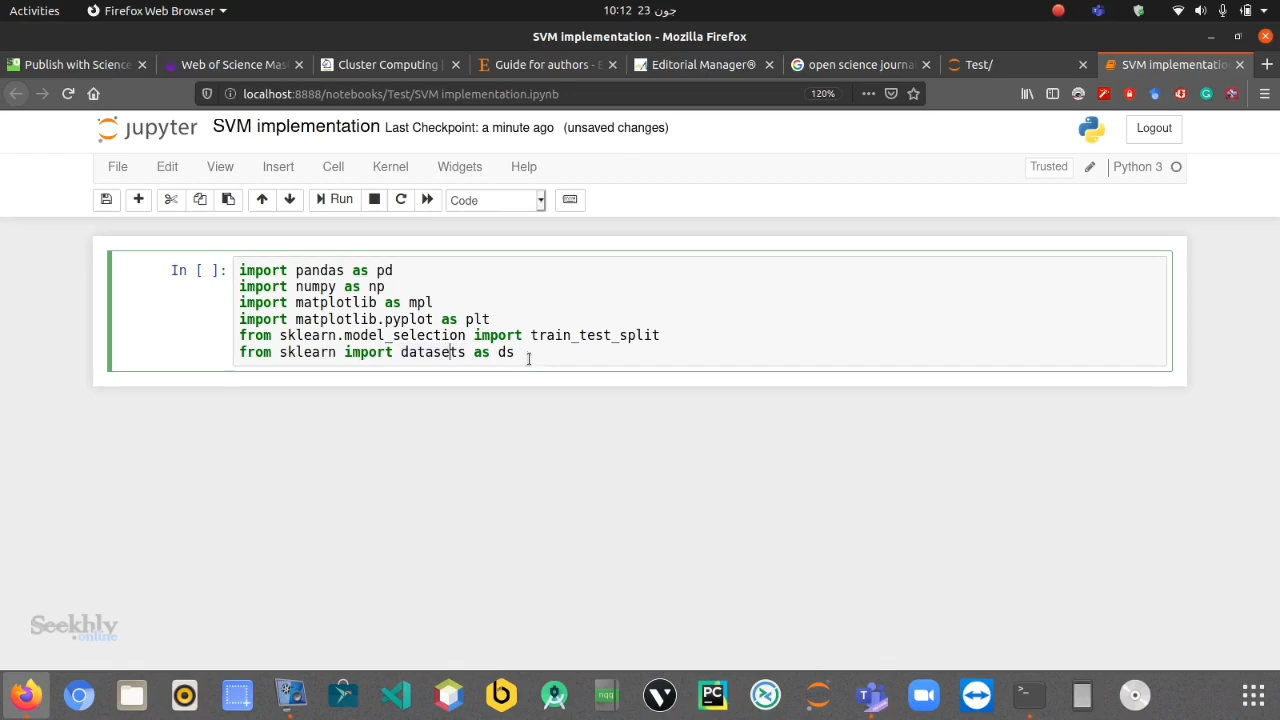 Activities
Firefox Web Browser
10:12 23 جون
SVM implementation - Mozilla Firefox
Publish with Science
Web of Science Mas
Cluster Computing |
Guide for authors - E
Editorial Manager®
open science journa
Test/
SVM implementatio
localhost:8888/notebooks/Test/SVM implementation.ipynb
120%
jupyter
SVM implementation Last Checkpoint: a minute ago (unsaved changes)
Logout
File Edit View Insert Cell Kernel Widgets Help
Trusted
Python 3
Run
Code
In [ ]:
import pandas as pd
import numpy as np
import matplotlib as mpl
import matplotlib.pyplot as plt
from sklearn.model_selection import train_test_split
from sklearn import datasets as ds
Seekhly
.online
nqq
PC